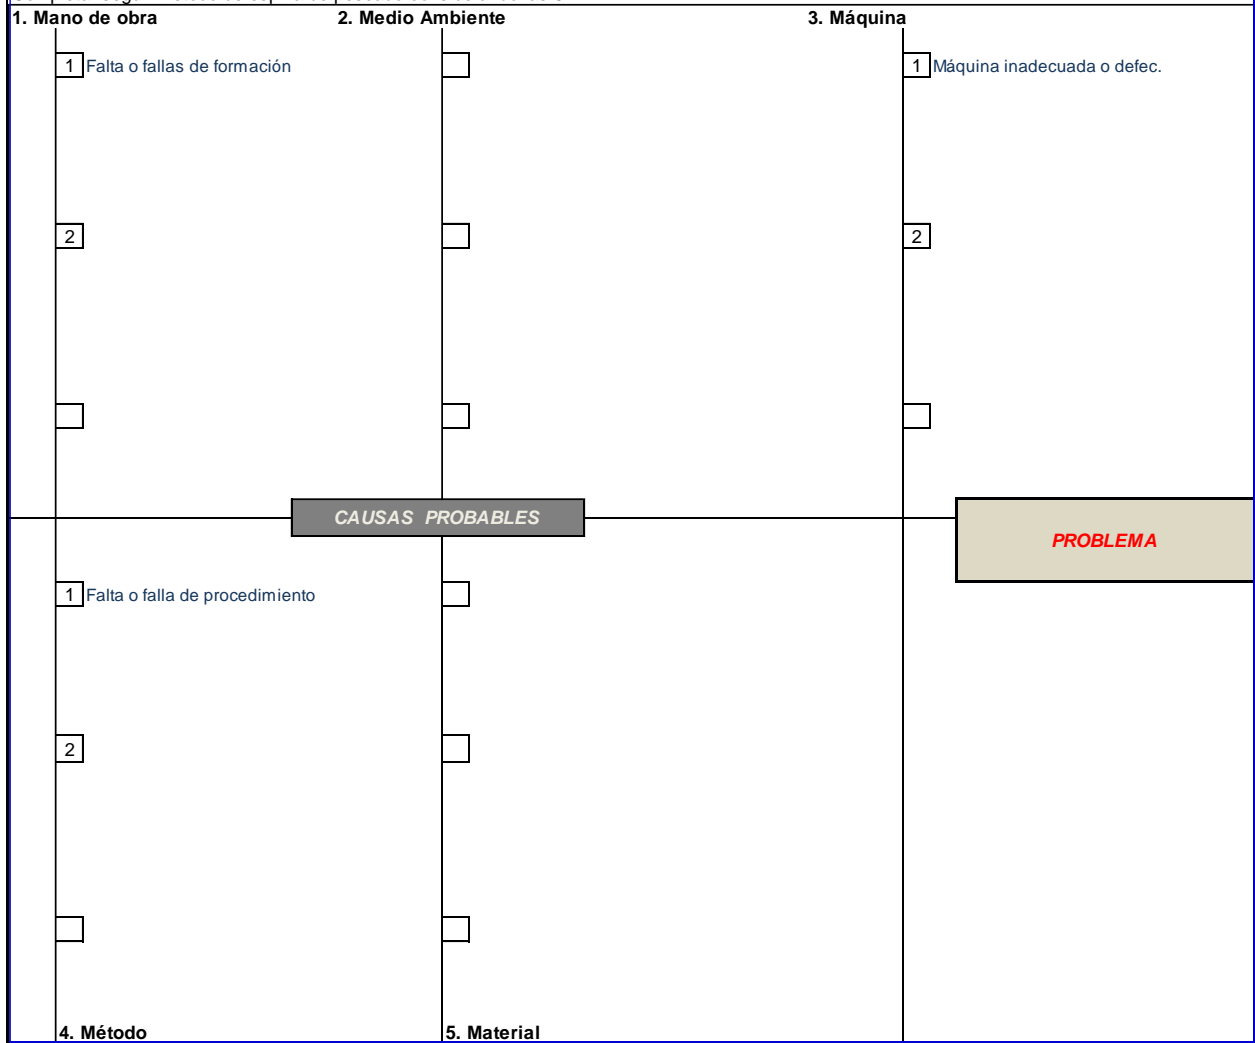 1. Mano de obra
2. Medio Ambiente
3. Máquina
1 Falta o fallas de formación
1 Máquina inadecuada o defec.
2
2
CAUSAS PROBABLES
PROBLEMA
1 Falta o falla de procedimiento
2
4. Método
5. Material